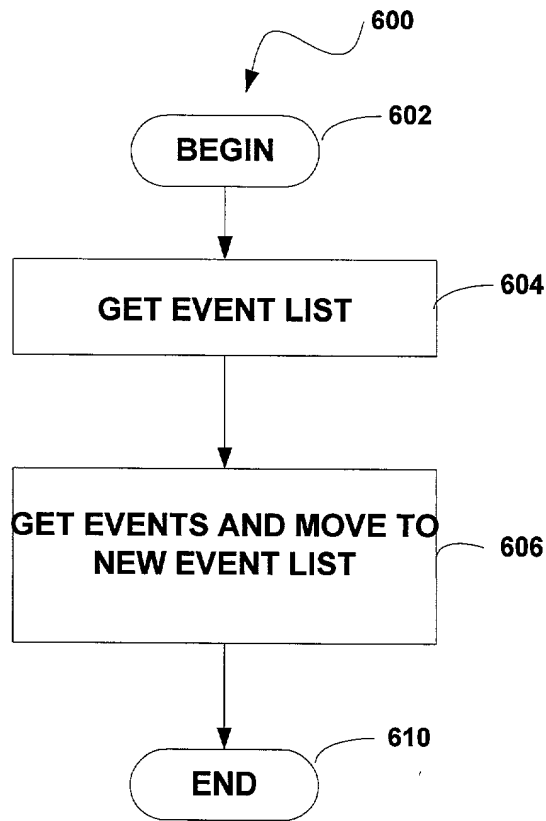 600
602
BEGIN
604
GET EVENT LIST
GET EVENTS AND MOVE TO
NEW EVENT LIST
606
610
END